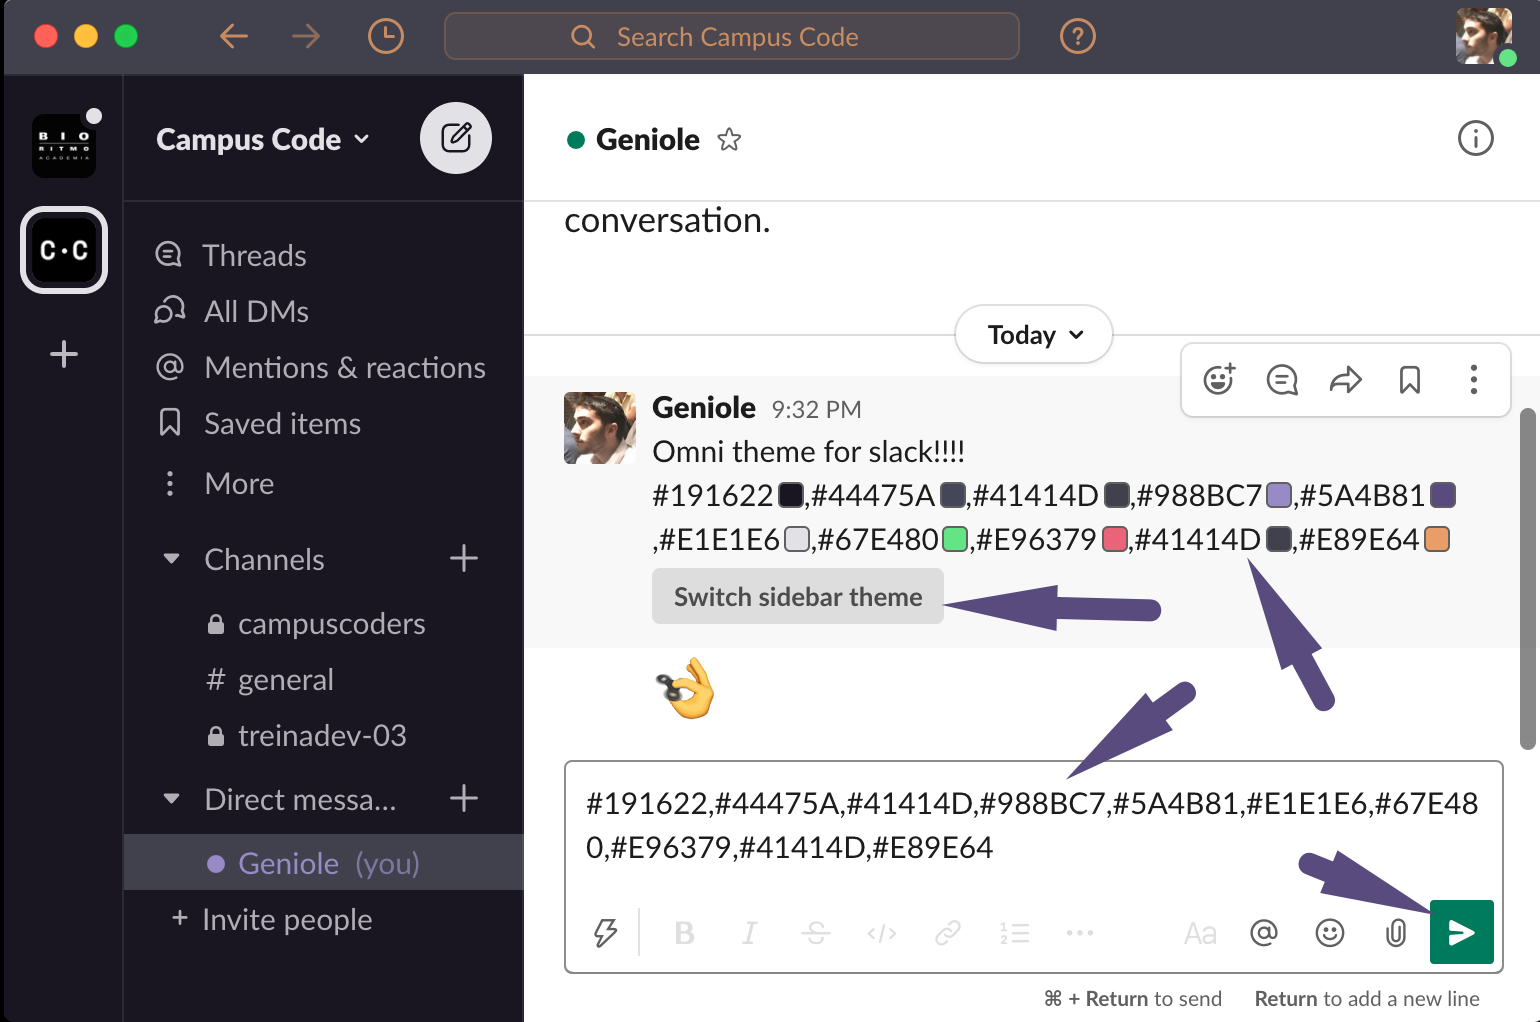 Search Campus Code
?
BIO
RITMO
ACADEMIA
C·C
Campus Code
Threads
All DMs
Mentions & reactions
Saved items
More
Channels
campuscoders
# general
treinadev-03
Direct messa...
Geniole (you)
+ Invite people
Geniole
conversation.
Today
Geniole 9:32 PM
Omni theme for slack!!!!
#191622,#44475A,#41414D,#988BC7,#5A4B81
,#E1E1E6,#67E480,#E96379,#41414D,#E89E64
Switch sidebar theme
#191622,#44475A,#41414D,#988BC7,#5A4B81,#E1E1E6,#67E48
0,#E96379,#41414D,#E89E64
B I S </> Aa @
⌘ + Return to send Return to add a new line